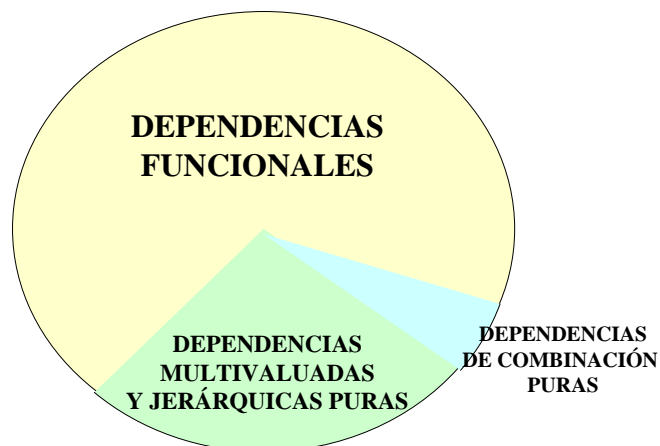 DEPENDENCIAS
FUNCIONALES
DEPENDENCIAS
MULTIVALUADAS
Y JERÁRQUICAS PURAS
DEPENDENCIAS
DE COMBINACIÓN
PURAS